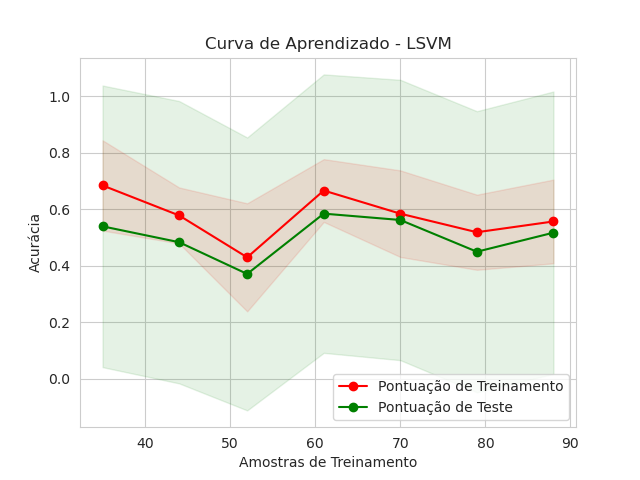 Curva de Aprendizado - LSVM
Acurácia
1.0
0.8
0.6
0.4
0.2
0.0
Pontuação de Treinamento
Pontuação de Teste
40 50 60 70 80 90
Amostras de Treinamento